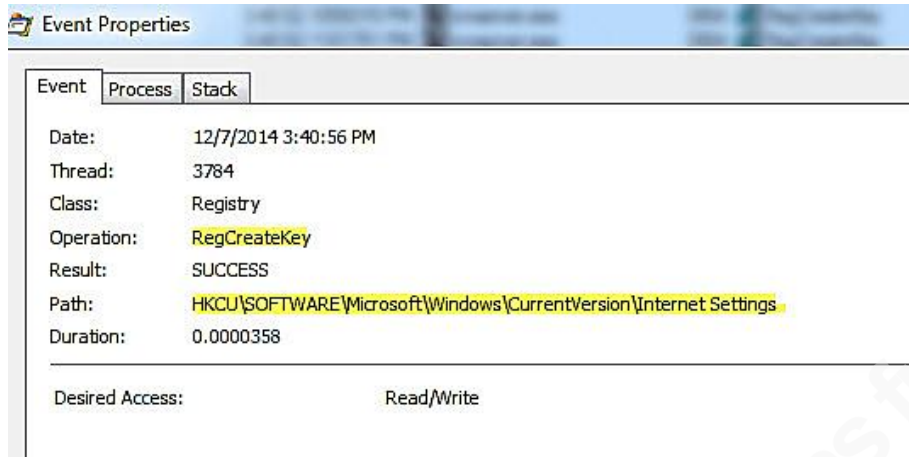 Event Properties
Event Process Stack
Date: 12/7/2014 3:40:56 PM
Thread: 3784
Class: Registry
Operation: RegCreateKey
Result: SUCCESS
Path: HKCU\SOFTWARE\Microsoft\Windows\CurrentVersion\Internet Settings
Duration: 0.0000358
Desired Access: Read/Write